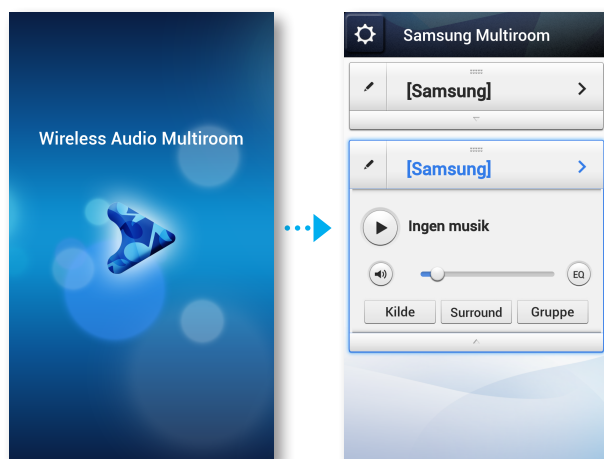 Wireless Audio Multiroom
Samsung Multiroom
[Samsung]
[Samsung]
Ingen musik
EQ
Kilde Surround Gruppe